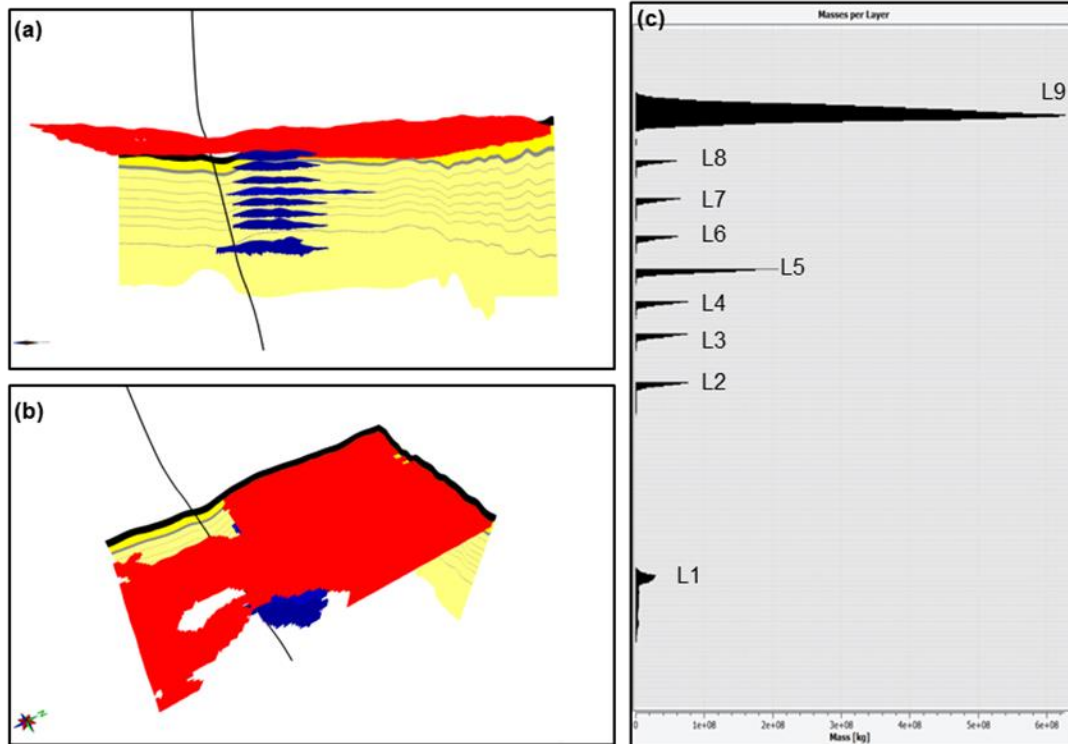 (a)
(b)
N
(c)
Masses per Layer
L9
L8
L7
L6
L5
L4
L3
L2
L1
0 1e+08 2e+08 3e+08 4e+08 5e+08 6e+08
Mass [kg]